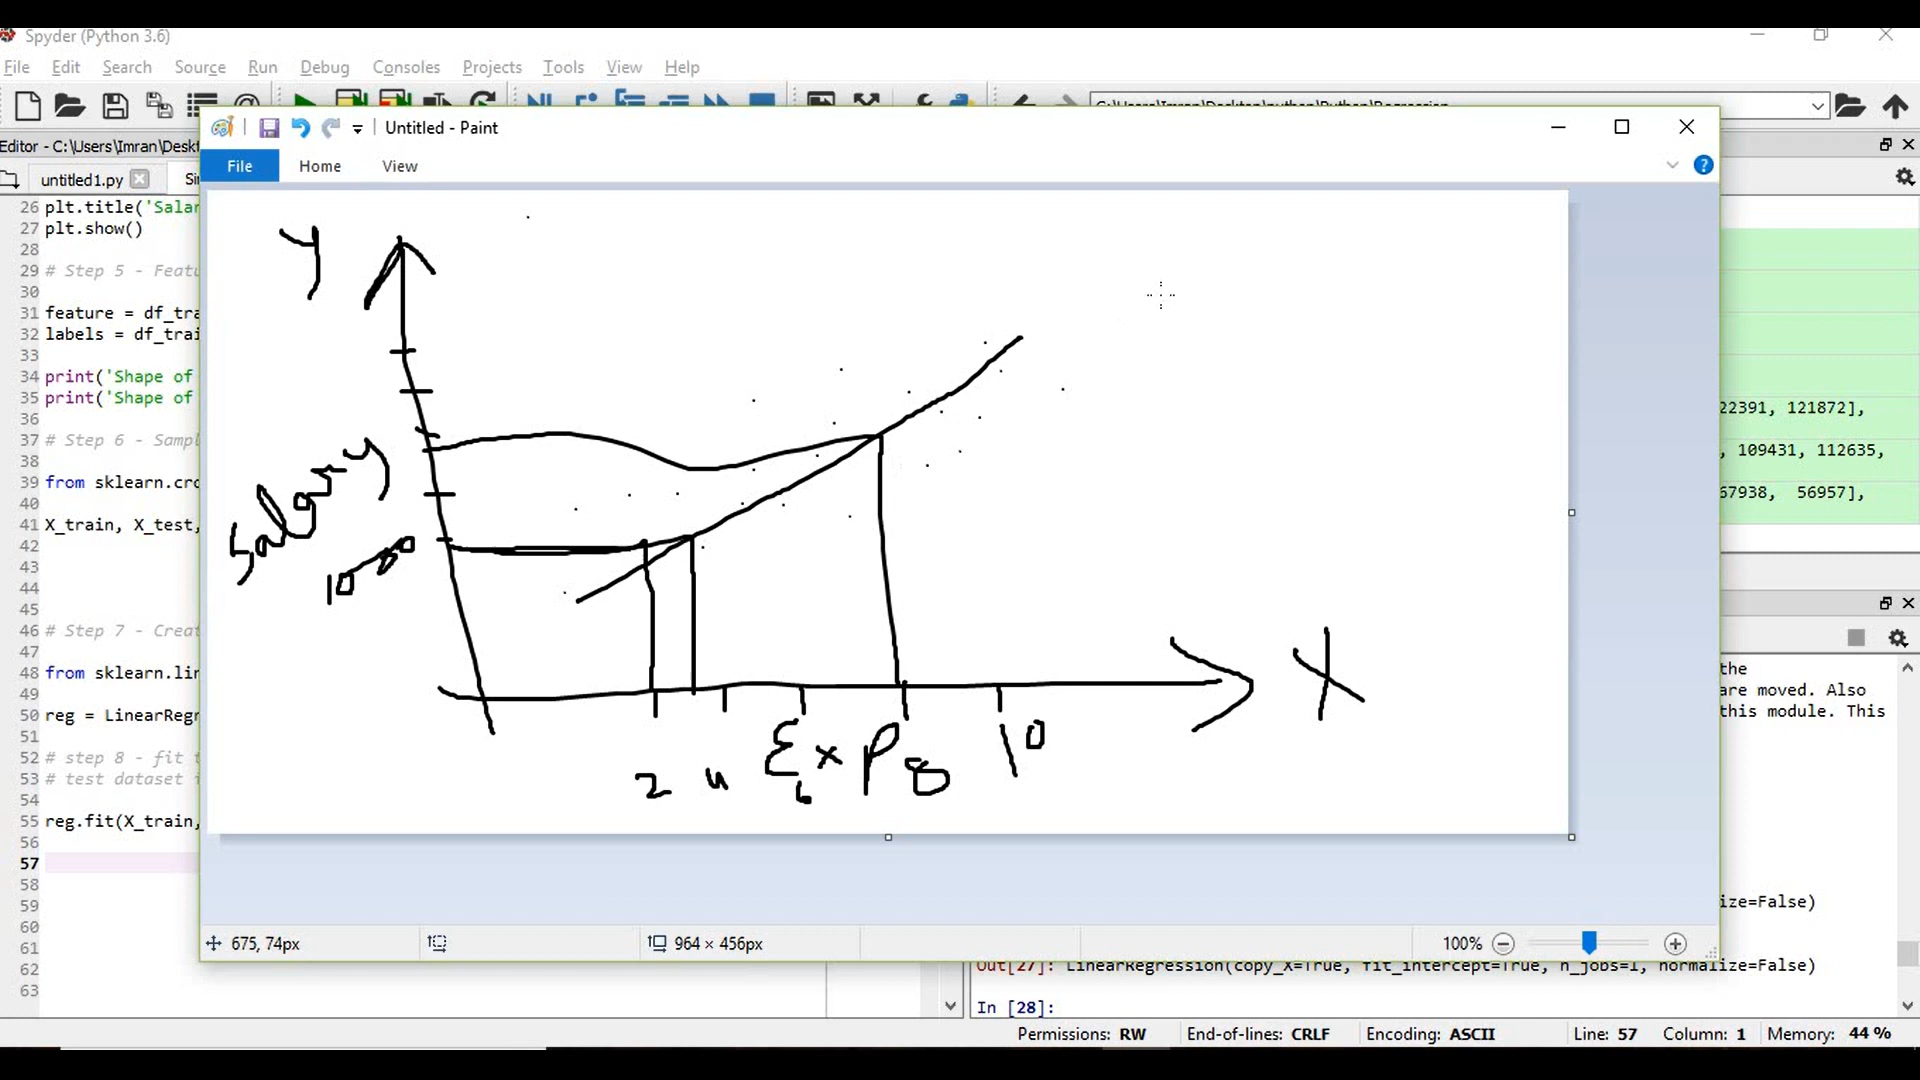 Spyder (Python 3.6)
File Edit Search Source Run Debug Consoles Projects Tools View Help
C:\Users\Imran\Desktop\python\Python\Regression
Untitled - Paint
Editor - C:\Users\Imran\Deskt
File Home View
untitled1.py
26 plt.title('Salar
27 plt.show()
28
29 # Step 5 - Featu
30
31 feature = df_tra
32 labels = df_trai
33
34 print('Shape of
35 print('Shape of
36
37 # Step 6 - Sampl
38
39 from sklearn.cro
40
41 X_train, X_test,
42
43
44
45
46 # Step 7 - Creat
47
48 from sklearn.lin
49
50 reg = LinearRegr
51
52 # step 8 - fit t
53 # test dataset i
54
55 reg.fit(X_train,
56
57
58
59
60
61
62
63
Y
Salary
X
Exp
2 4 6 8 10
22391, 121872],
, 109431, 112635,
67938, 56957],
the
are moved. Also
this module. This
ize=False)
675, 74px
964 × 456px
100%
Out[27]: LinearRegression(copy_X=True, fit_intercept=True, n_jobs=1, normalize=False)
In [28]:
Permissions: RW End-of-lines: CRLF Encoding: ASCII Line: 57 Column: 1 Memory: 44 %